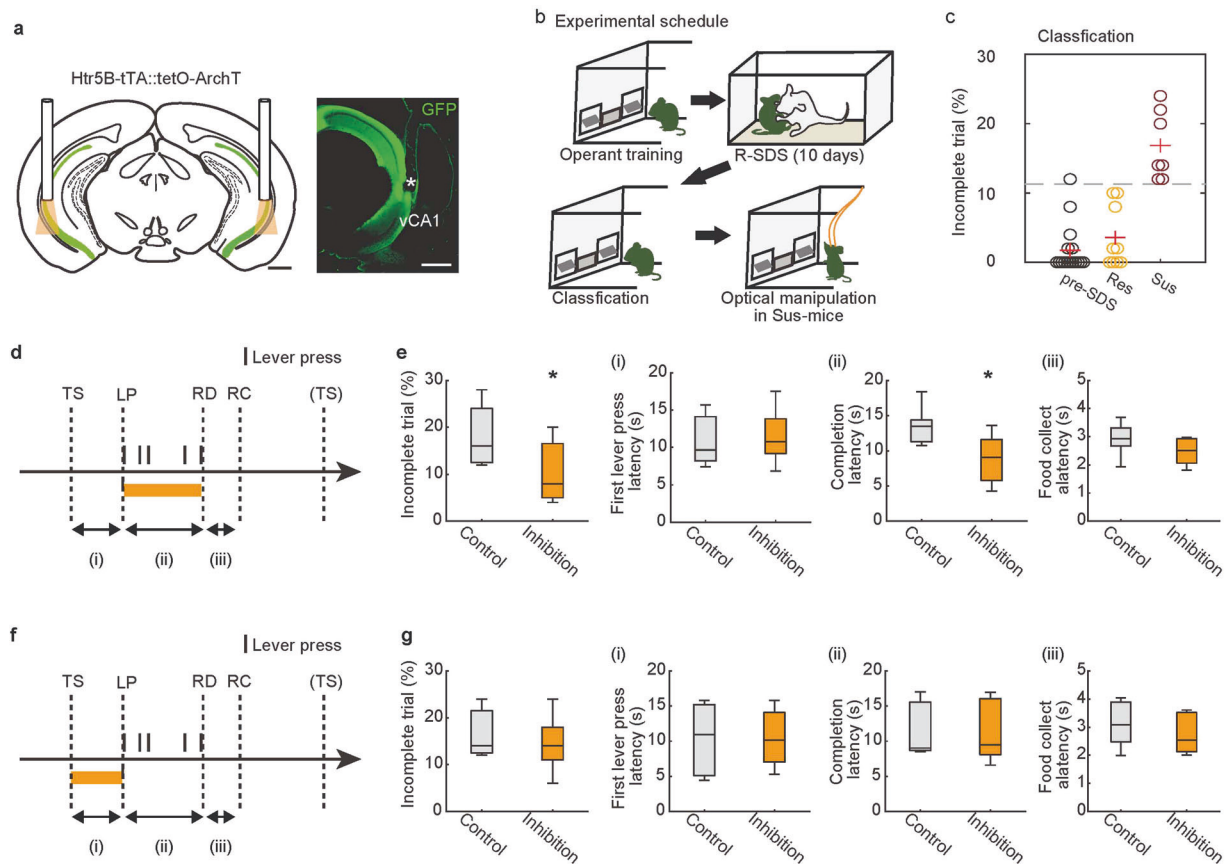 a
Htr5B-tTA::tetO-ArchT
GFP
*
vCA1
b
Experimental schedule
Operant training
R-SDS (10 days)
Classfication
Optical manipulation
in Sus-mice
c
Classfication
Incomplete trial (%)
30
20
10
0
pre-SDS
Res
Sus
d
Lever press
TS
LP
RD
RC
(TS)
(i)
(ii)
(iii)
e
Incomplete trial (%)
30
20
10
0
*
Control
Inhibition
(i)
First lever press
latency (s)
20
15
10
5
0
Control
Inhibition
(ii)
Completion
latency (s)
20
15
10
5
0
*
Control
Inhibition
(iii)
Food collect
alatency (s)
5
4
3
2
1
0
Control
Inhibition
f
Lever press
TS
LP
RD
RC
(TS)
(i)
(ii)
(iii)
g
Incomplete trial (%)
30
20
10
0
Control
Inhibition
(i)
First lever press
latency (s)
20
15
10
5
0
Control
Inhibition
(ii)
Completion
latency (s)
20
15
10
5
0
Control
Inhibition
(iii)
Food collect
alatency (s)
5
4
3
2
1
0
Control
Inhibition